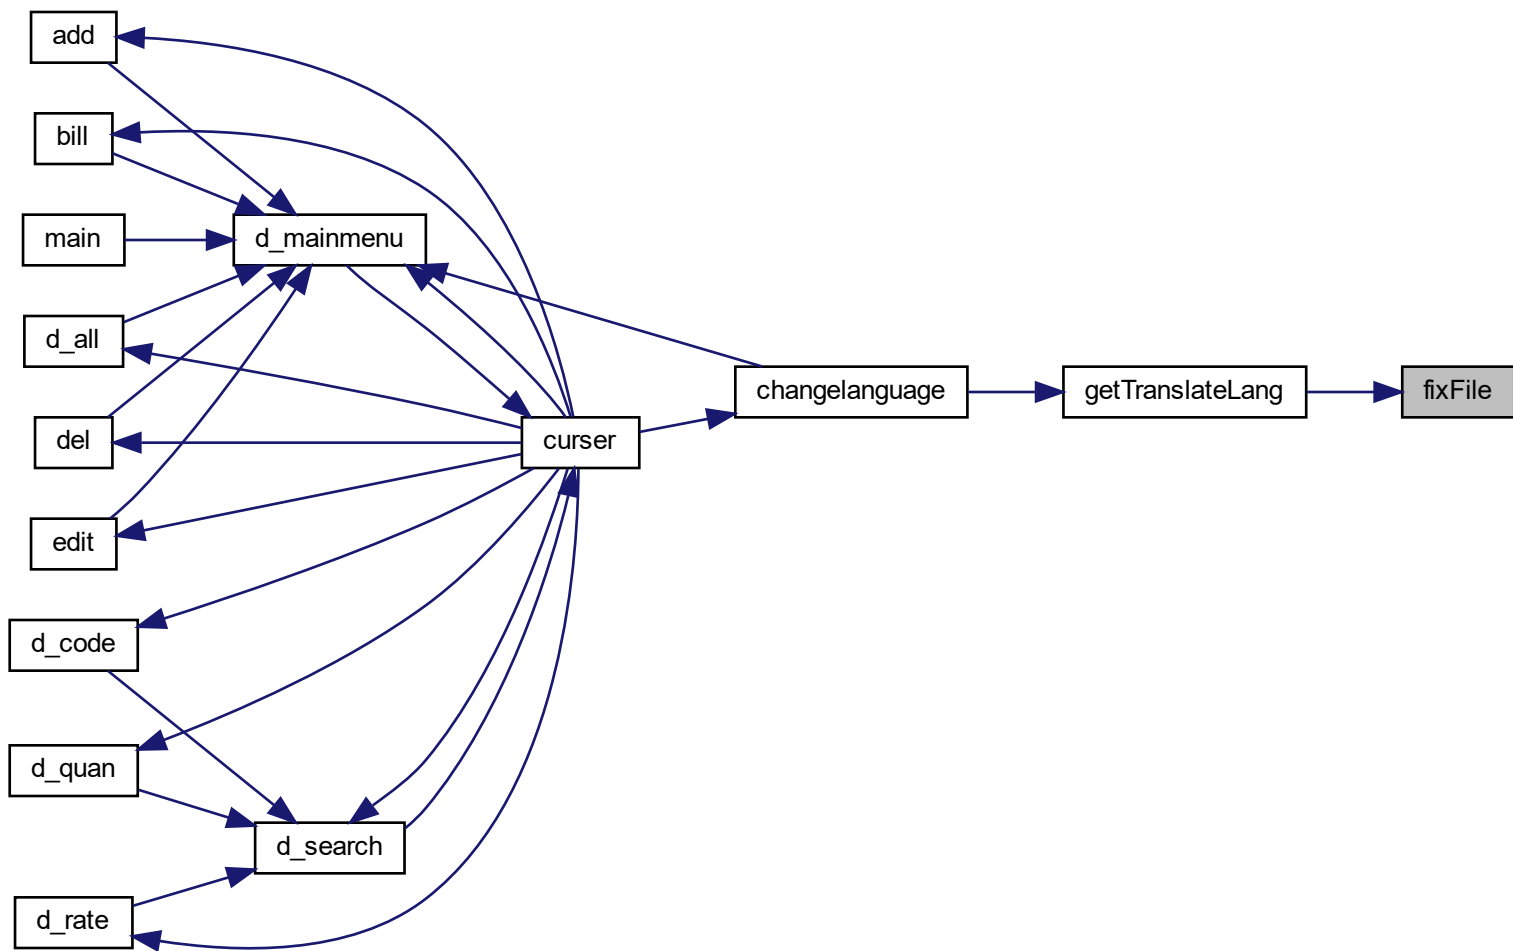 add
bill
main
d_mainmenu
d_all
changelanguage
getTranslateLang
fixFile
del
curser
edit
d_code
d_quan
d_search
d_rate